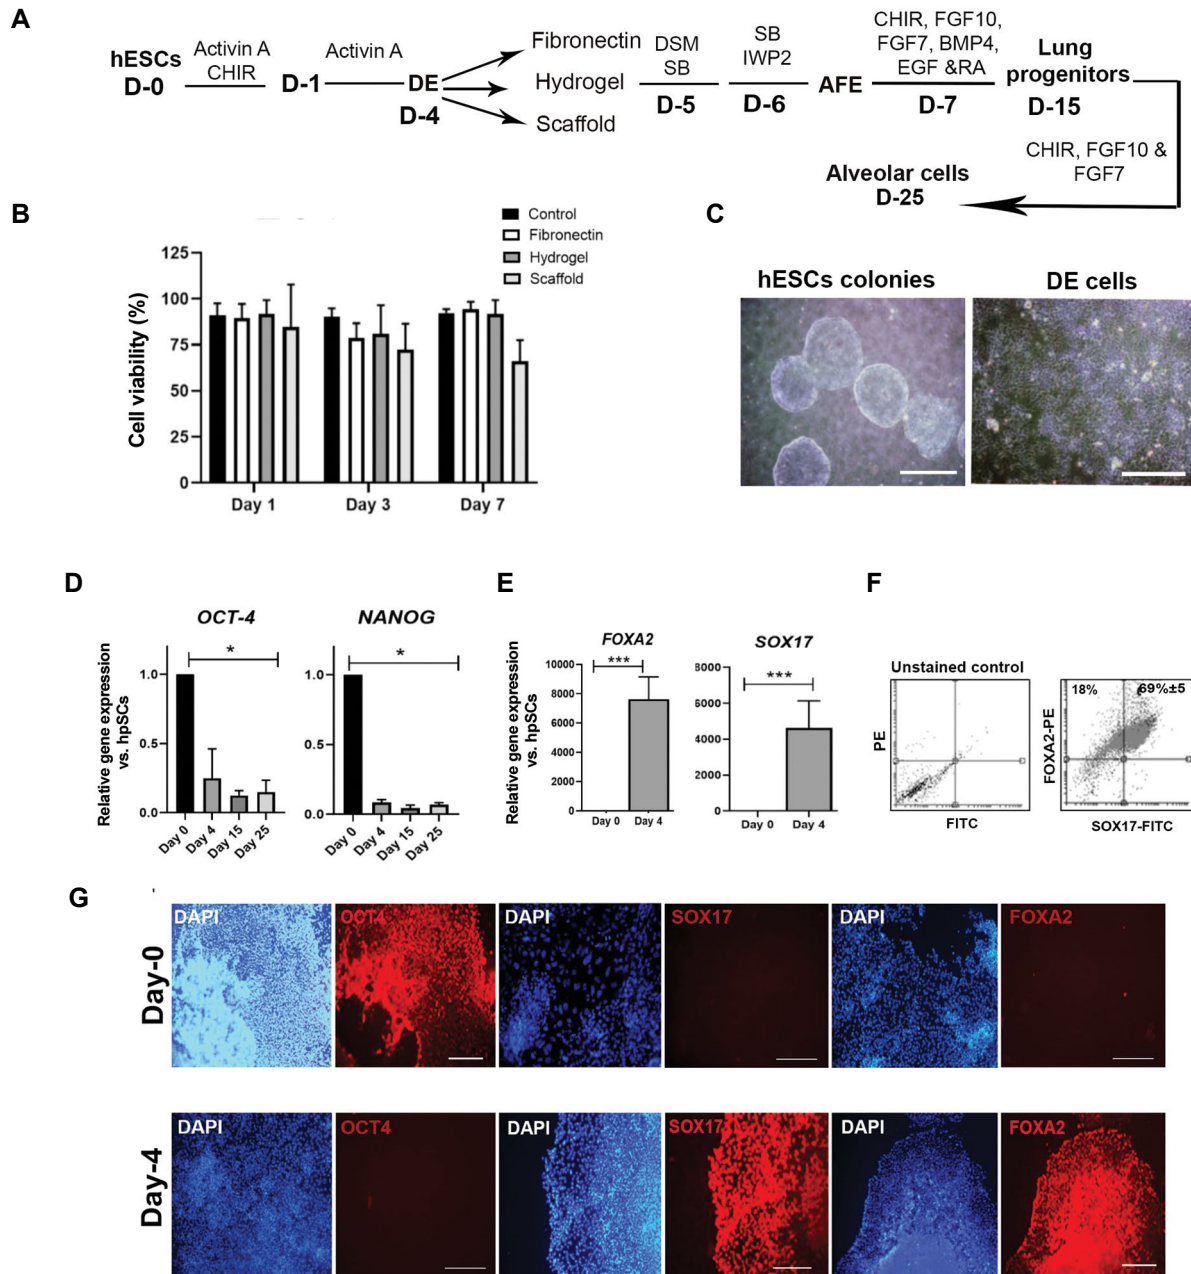 A
hESCs
D-0
Activin A
CHIR
D-1
Activin A
DE
D-4
Fibronectin
Hydrogel
Scaffold
DSM
SB
D-5
SB
IWP2
D-6
AFE
CHIR, FGF10,
FGF7, BMP4,
EGF &RA
D-7
Lung
progenitors
D-15
CHIR, FGF10 &
FGF7
Alveolar cells
D-25
B
Control
Fibronectin
Hydrogel
Scaffold
Cell viability (%)
125
100
75
50
25
0
Day 1
Day 3
Day 7
C
hESCs colonies
DE cells
D
OCT-4
NANOG
Relative gene expression
vs. hpSCs
*
1.0
0.5
0.0
Day 0
Day 4
Day 15
Day 25
*
1.0
0.5
0.0
Day 0
Day 4
Day 15
Day 25
E
FOXA2
SOX17
Relative gene expression
vs. hpSCs
***
10000
8000
6000
4000
2000
0
Day 0
Day 4
***
8000
6000
4000
2000
0
Day 0
Day 4
F
Unstained control
PE
FITC
18%
69%±5
FOXA2-PE
SOX17-FITC
G
Day-0
DAPI
OCT4
DAPI
SOX17
DAPI
FOXA2
Day-4
DAPI
OCT4
DAPI
SOX17
DAPI
FOXA2